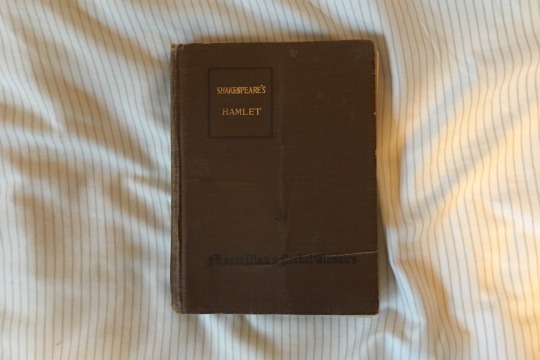 SHAKESPEARE'S
HAMLET
Macmillan's Pocket Classics